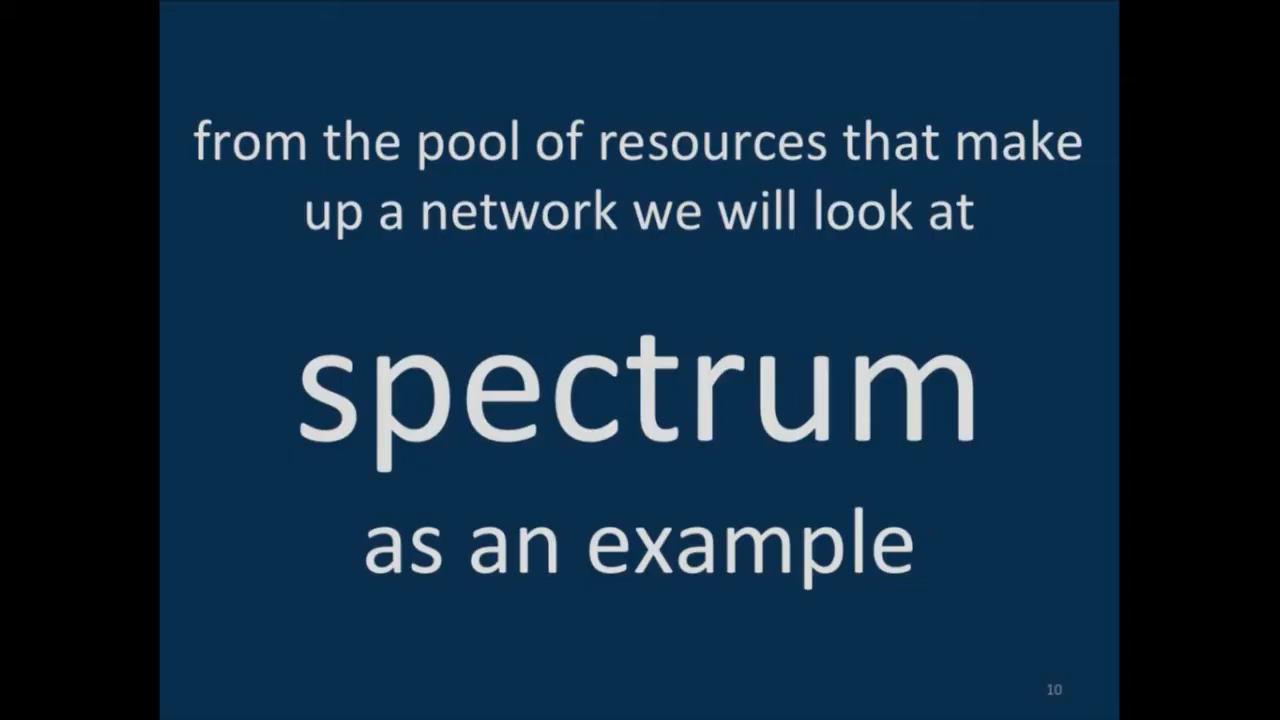 from the pool of resources that make
up a network we will look at
spectrum
as an example
10